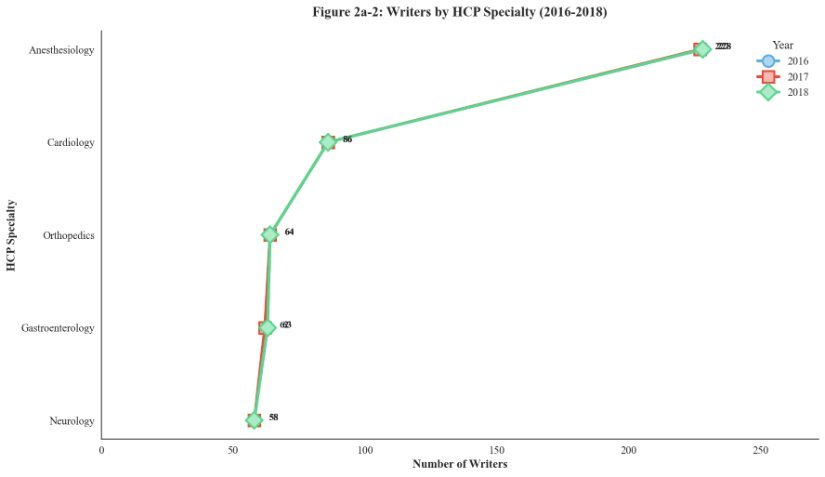 Figure 2a-2: Writers by HCP Specialty (2016-2018)
Anesthesiology
Year
2016
2017
2018
Cardiology
86
HCP Specialty
Orthopedics
64
Gastroenterology
Neurology
58
0 50 100 150 200 250
Number of Writers